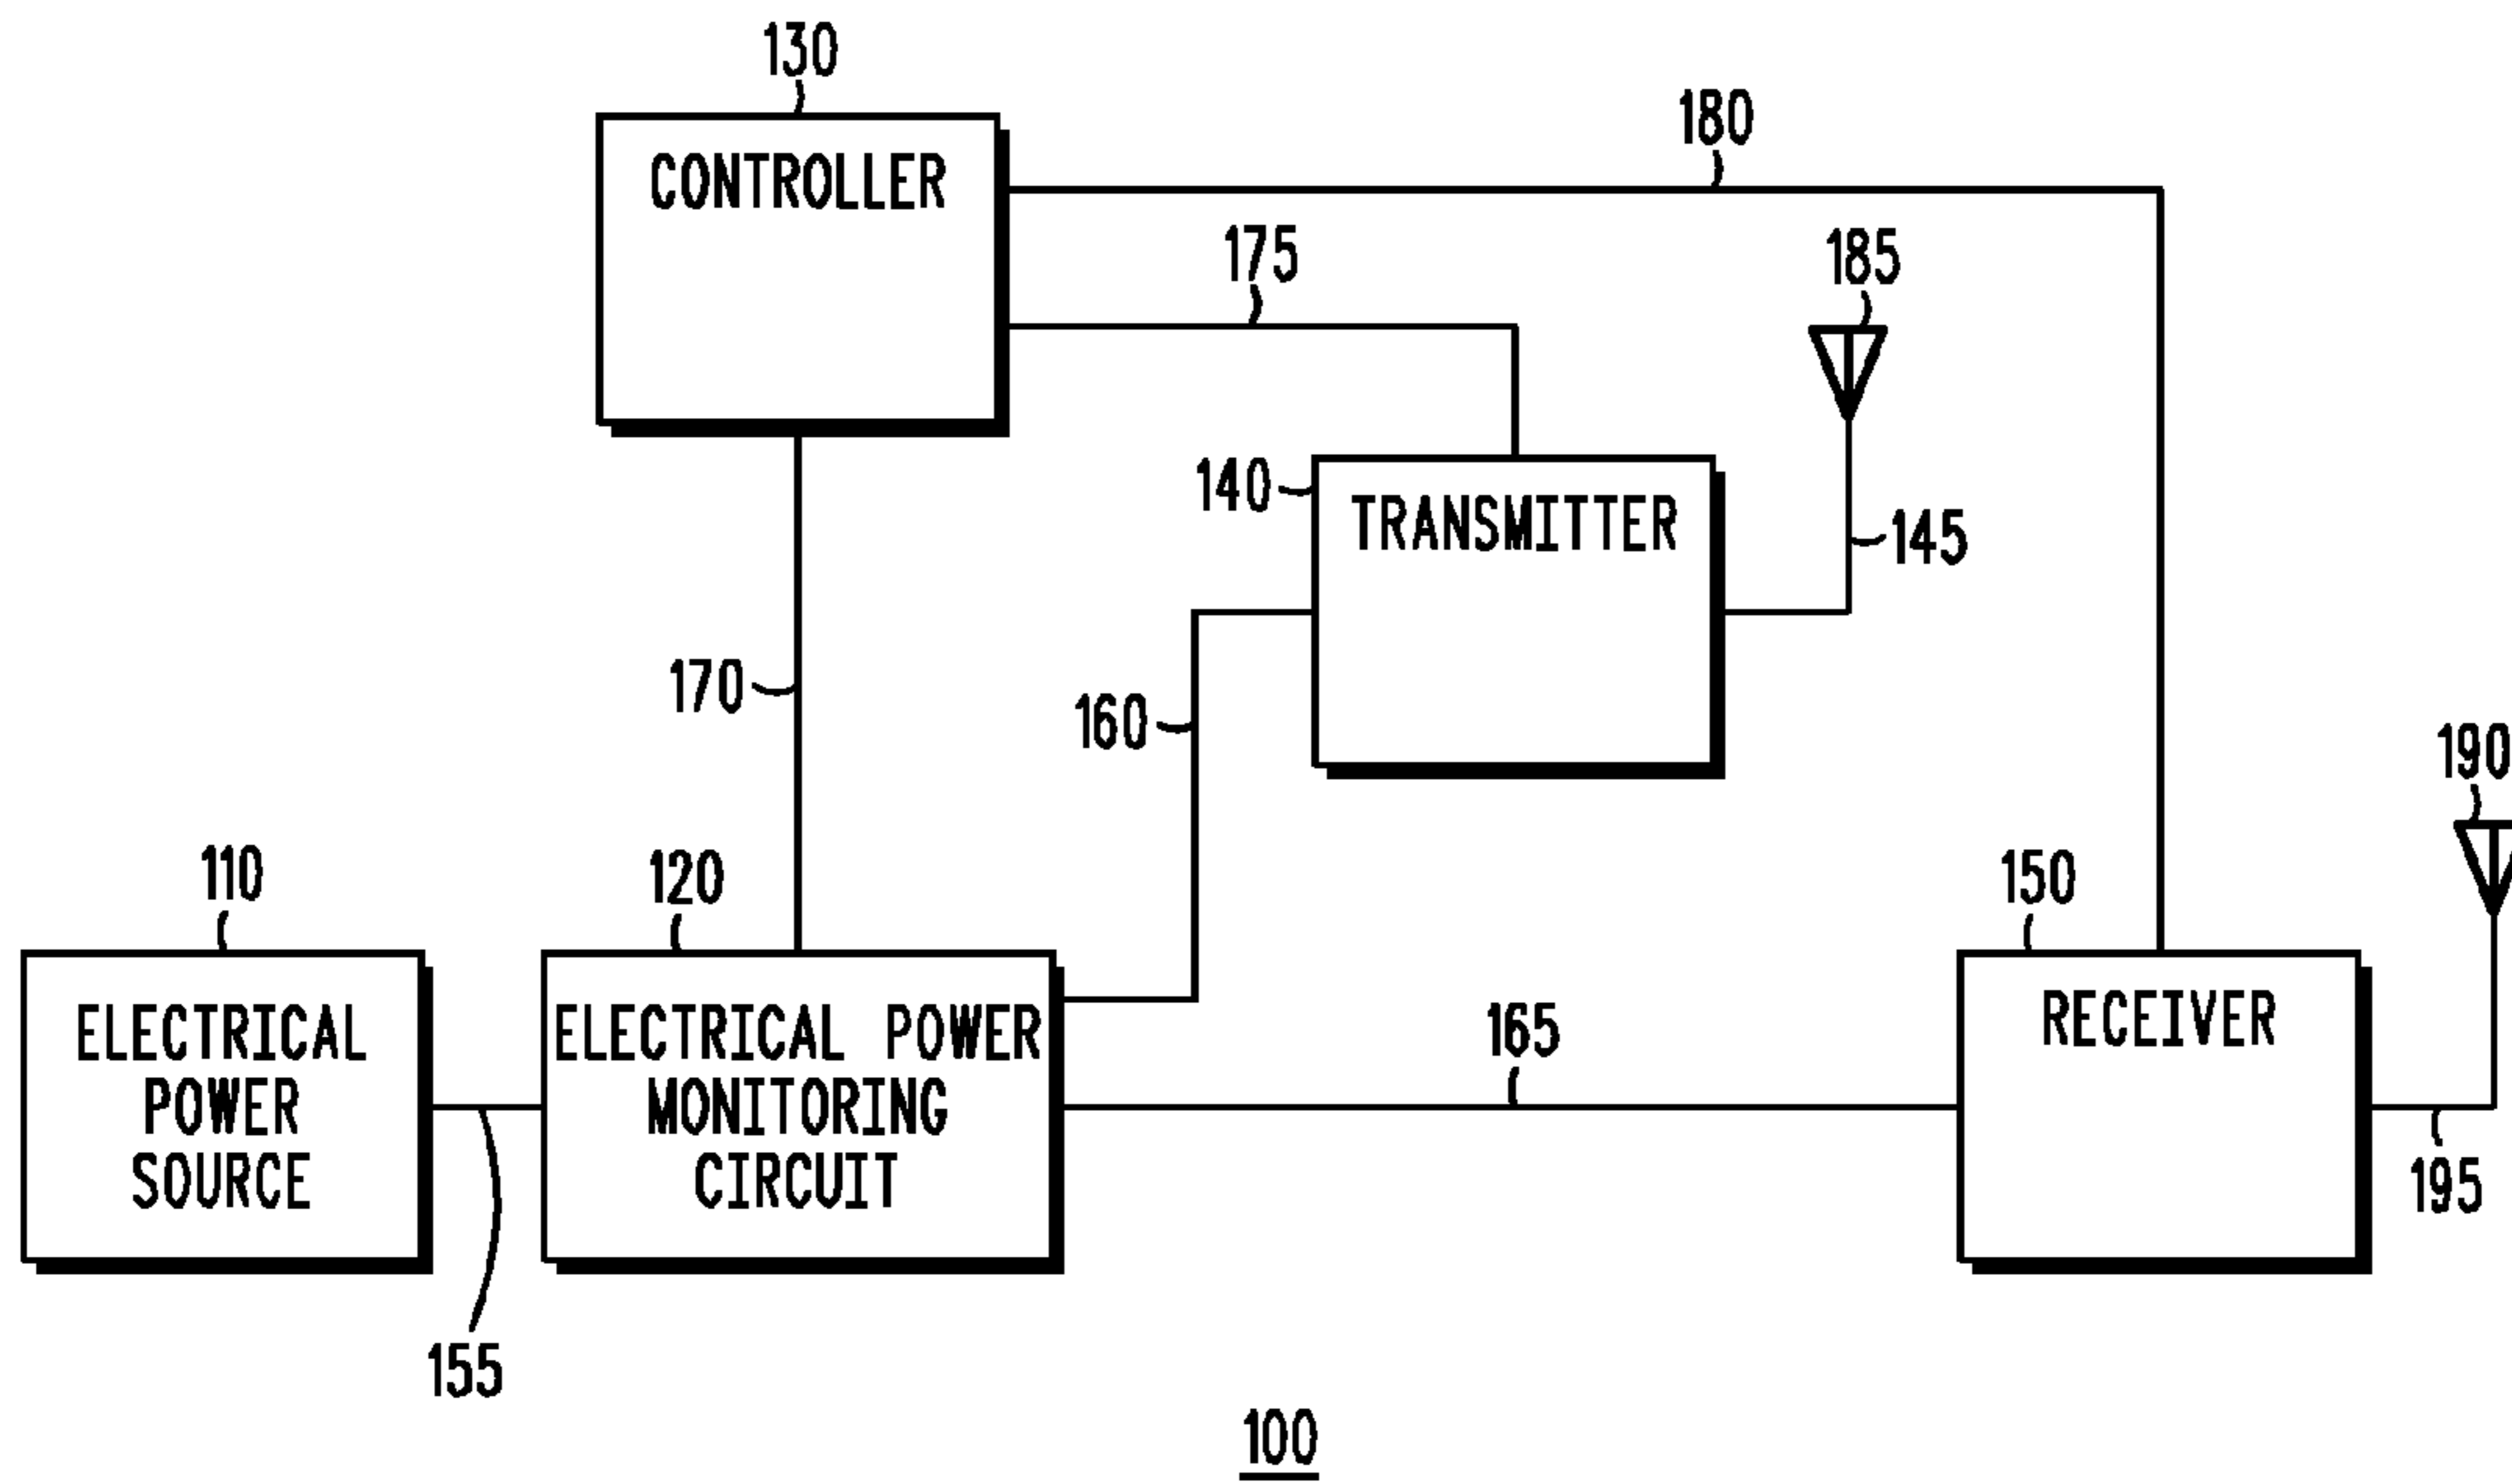 130
CONTROLLER
180
175
185
140
TRANSMITTER
145
170
160
190
110
120
150
ELECTRICAL
POWER
SOURCE
ELECTRICAL POWER
MONITORING
CIRCUIT
165
RECEIVER
195
155
100